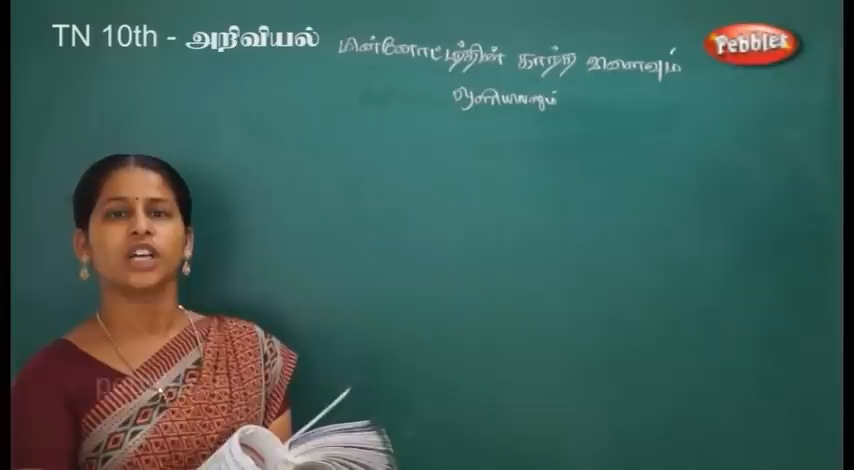 TN 10th - அறிவியல்
மின்னோட்டத்தின் காந்த விளைவும்
ஒளியியலும்
Pebbles